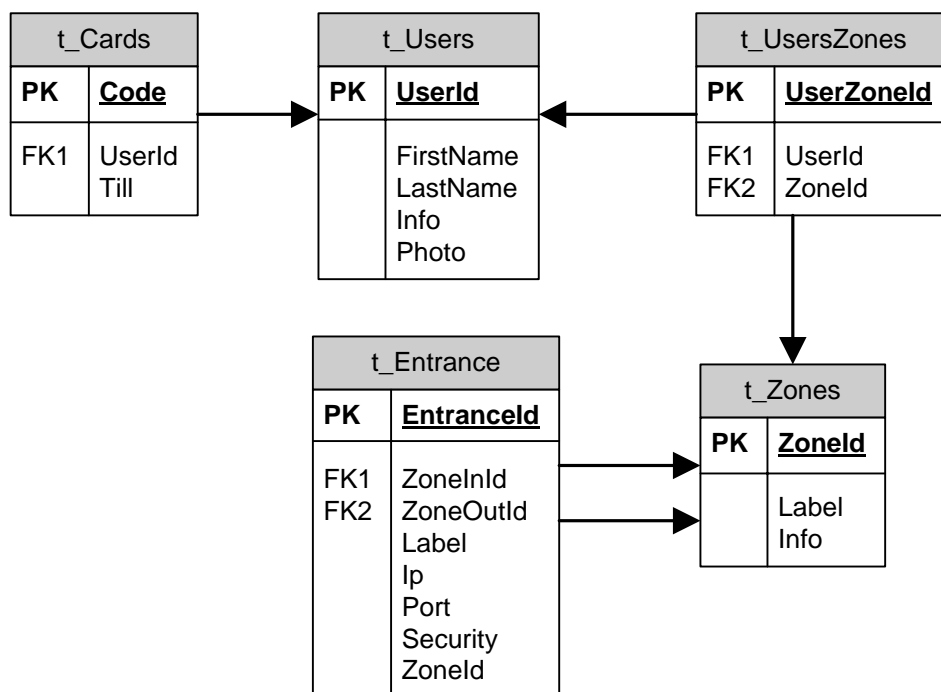 t_Cards
PK Code
FK1 UserId
Till
t_Users
PK UserId
FirstName
LastName
Info
Photo
t_UsersZones
PK UserZoneId
FK1 UserId
FK2 ZoneId
t_Entrance
PK EntranceId
FK1 ZoneInId
FK2 ZoneOutId
Label
Ip
Port
Security
ZoneId
t_Zones
PK ZoneId
Label
Info